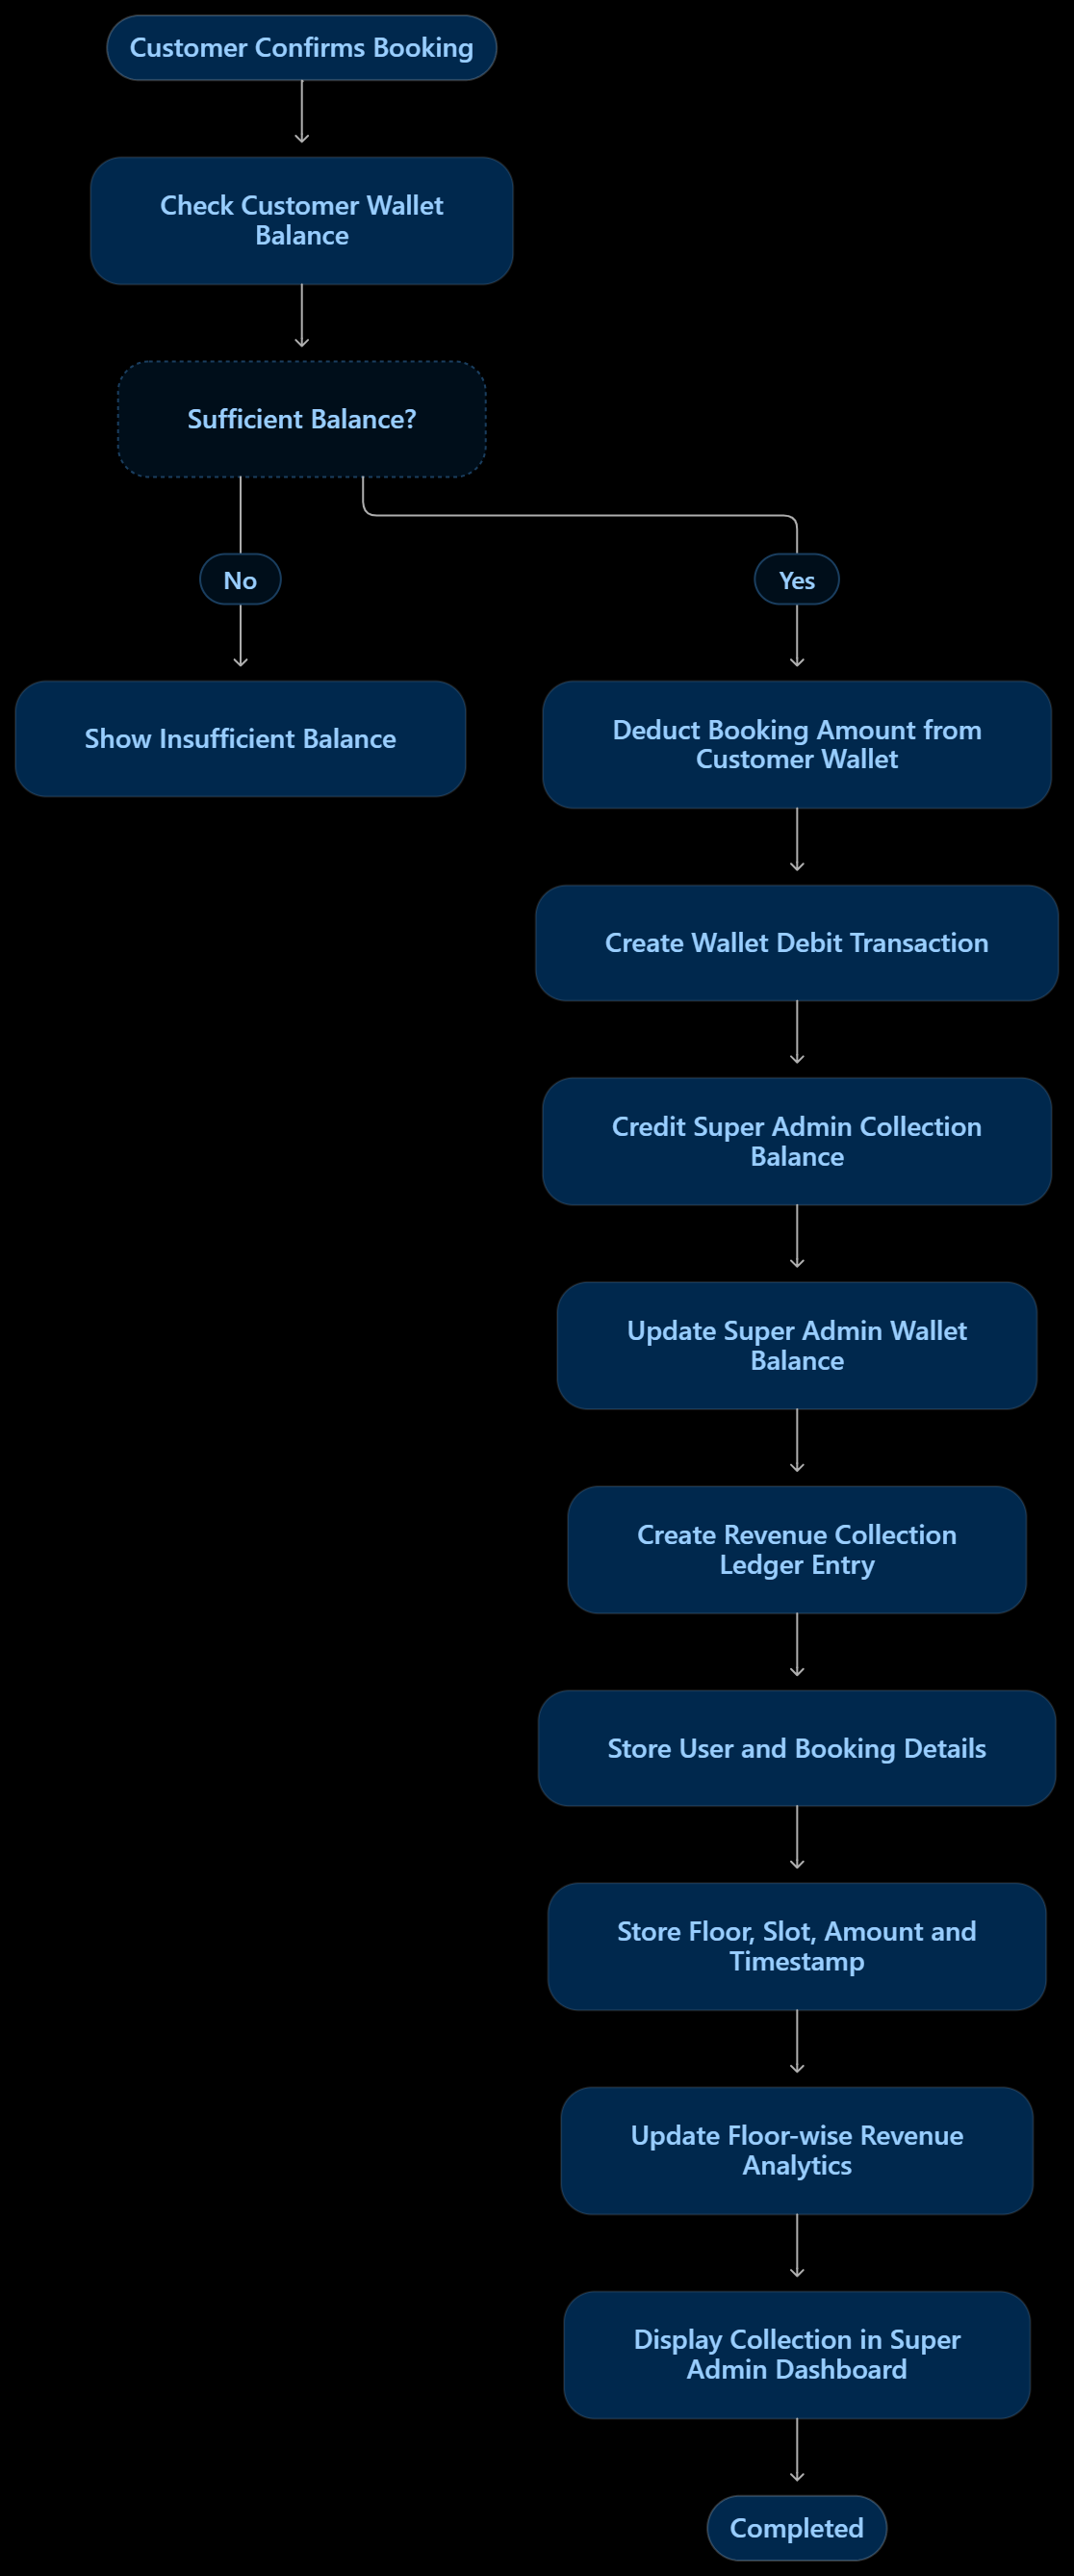 Customer Confirms Booking
Check Customer Wallet
Balance
Sufficient Balance?
No
Yes
Show Insufficient Balance
Deduct Booking Amount from
Customer Wallet
Create Wallet Debit Transaction
Credit Super Admin Collection
Balance
Update Super Admin Wallet
Balance
Create Revenue Collection
Ledger Entry
Store User and Booking Details
Store Floor, Slot, Amount and
Timestamp
Update Floor-wise Revenue
Analytics
Display Collection in Super
Admin Dashboard
Completed